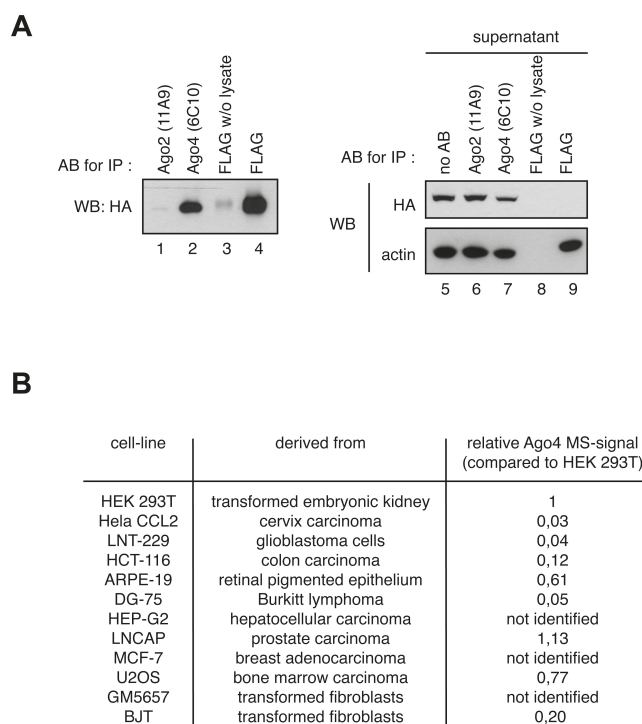 A
AB for IP :
Ago2 (11A9)
Ago4 (6C10)
FLAG w/o lysate
FLAG
WB: HA
1 2 3 4
supernatant
AB for IP :
no AB
Ago2 (11A9)
Ago4 (6C10)
FLAG w/o lysate
FLAG
WB
HA
actin
5 6 7 8 9
B
cell-line derived from relative Ago4 MS-signal
(compared to HEK 293T)
HEK 293T transformed embryonic kidney 1
Hela CCL2 cervix carcinoma 0,03
LNT-229 glioblastoma cells 0,04
HCT-116 colon carcinoma 0,12
ARPE-19 retinal pigmented epithelium 0,61
DG-75 Burkitt lymphoma 0,05
HEP-G2 hepatocellular carcinoma not identified
LNCAP prostate carcinoma 1,13
MCF-7 breast adenocarcinoma not identified
U2OS bone marrow carcinoma 0,77
GM5657 transformed fibroblasts not identified
BJT transformed fibroblasts 0,20